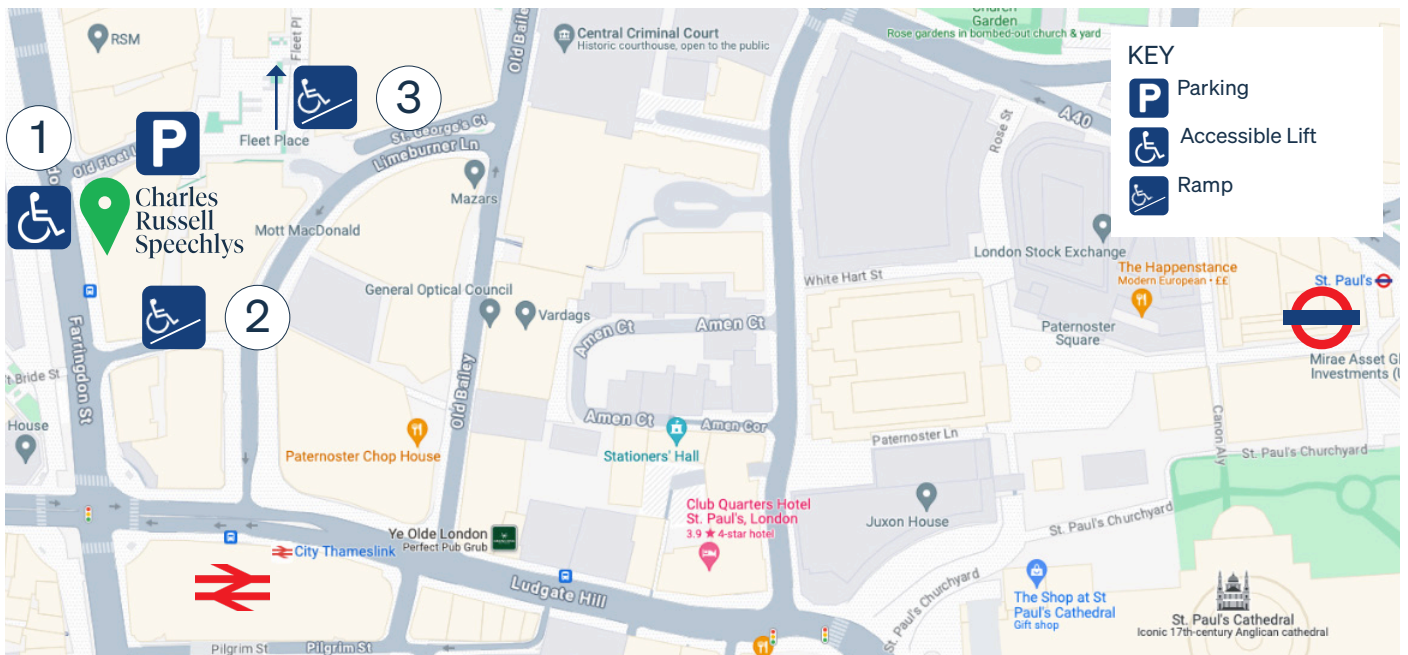 RSM
Fleet Pl
Old Baile
Central Criminal Court
Historic courthouse, open to the public
Church
Garden
Rose gardens in bombed-out church & yard
KEY
P
Parking
Accessible Lift
Ramp
1
P
3
Fleet Place
St. George's Ct
Limeburner Ln
Old Fleet L
A40
Rose St
Charles
Russell
Speechlys
Mazars
Mott MacDonald
London Stock Exchange
The Happenstance
Modern European • ££
St. Paul's
White Hart St
General Optical Council
Vardags
2
Amen Ct
Amen Ct
Paternoster
Square
Mirae Asset Gl
Investments (U
Farringdon St
't Bride St
House
Old Bailey
Amen Ct
Amen Cor
Paternoster Chop House
Stationers' Hall
Paternoster Ln
Canon Aly
St. Paul's Churchyard
Club Quarters Hotel
St. Paul's, London
3.9 ★ 4-star hotel
Juxon House
St. Paul's Churchyard
Ye Olde London
Perfect Pub Grub
City Thameslink
Ludgate Hill
St. Paul's Churchyard
The Shop at St
Paul's Cathedral
Gift shop
St. Paul's Cathedral
Iconic 17th-century Anglican cathedral
Pilgrim St
Pilgrim St